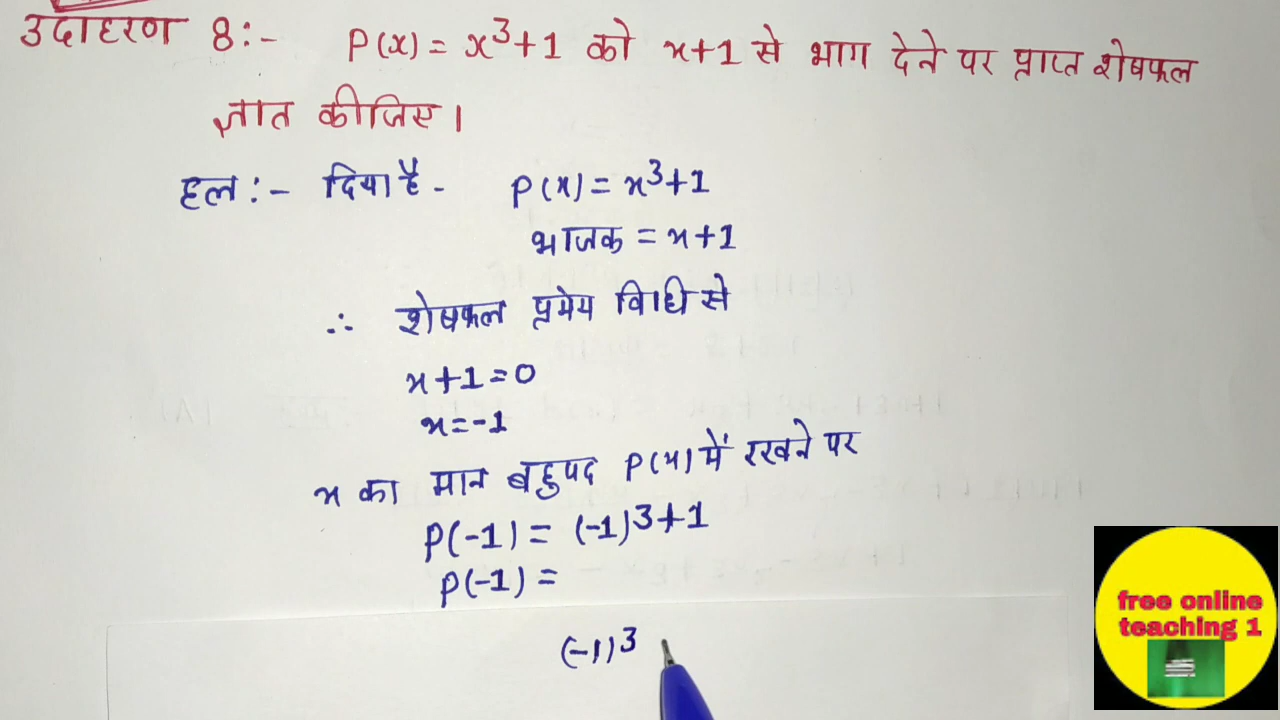 उदाहरण 8:- P(x) = x³+1 को x+1 से भाग देने पर प्राप्त शेषफल
ज्ञात कीजिए।
हल:- दिया है - P(x) = x³+1
भाजक = x+1
∴ शेषफल प्रमेय विधि से
x+1=0
x=-1
x का मान बहुपद P(x) में रखने पर
P(-1) = (-1)³+1
P(-1) =
(-1)³
free online
teaching 1